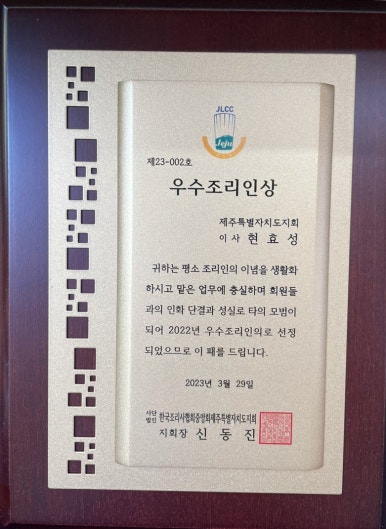 JLCC
Jeju
제23-002호
우수조리인상
제주특별자치도지회
이사 현효성
귀하는 평소 조리인의 이념을 생활화
하시고 맡은 업무에 충실하며 회원들
과의 인화 단결과 성실로 타의 모범이
되어 2022년 우수조리인의로 선정
되었으므로 이 패를 드립니다.
2023년 3월 29일
사단법인 한국조리사협회중앙회제주특별자치도지회
지회장 신동진